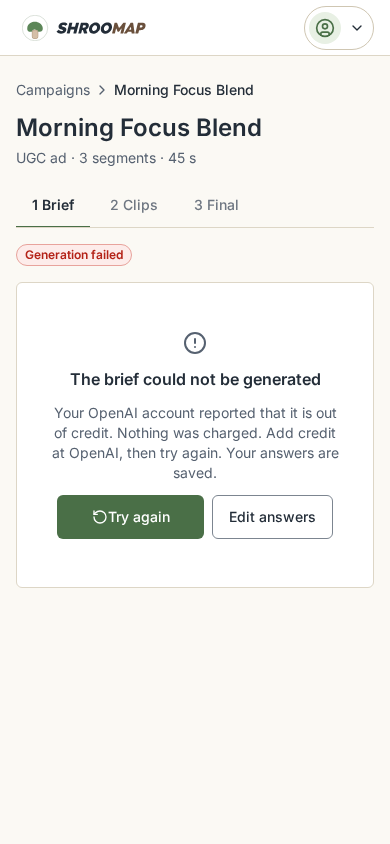 SHROOMAP
Campaigns > Morning Focus Blend
Morning Focus Blend
UGC ad · 3 segments · 45 s
1 Brief 2 Clips 3 Final
Generation failed
The brief could not be generated
Your OpenAI account reported that it is out
of credit. Nothing was charged. Add credit
at OpenAI, then try again. Your answers are
saved.
Try again Edit answers